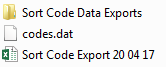 Sort Code Data Exports
codes.dat
Sort Code Export 20 04 17